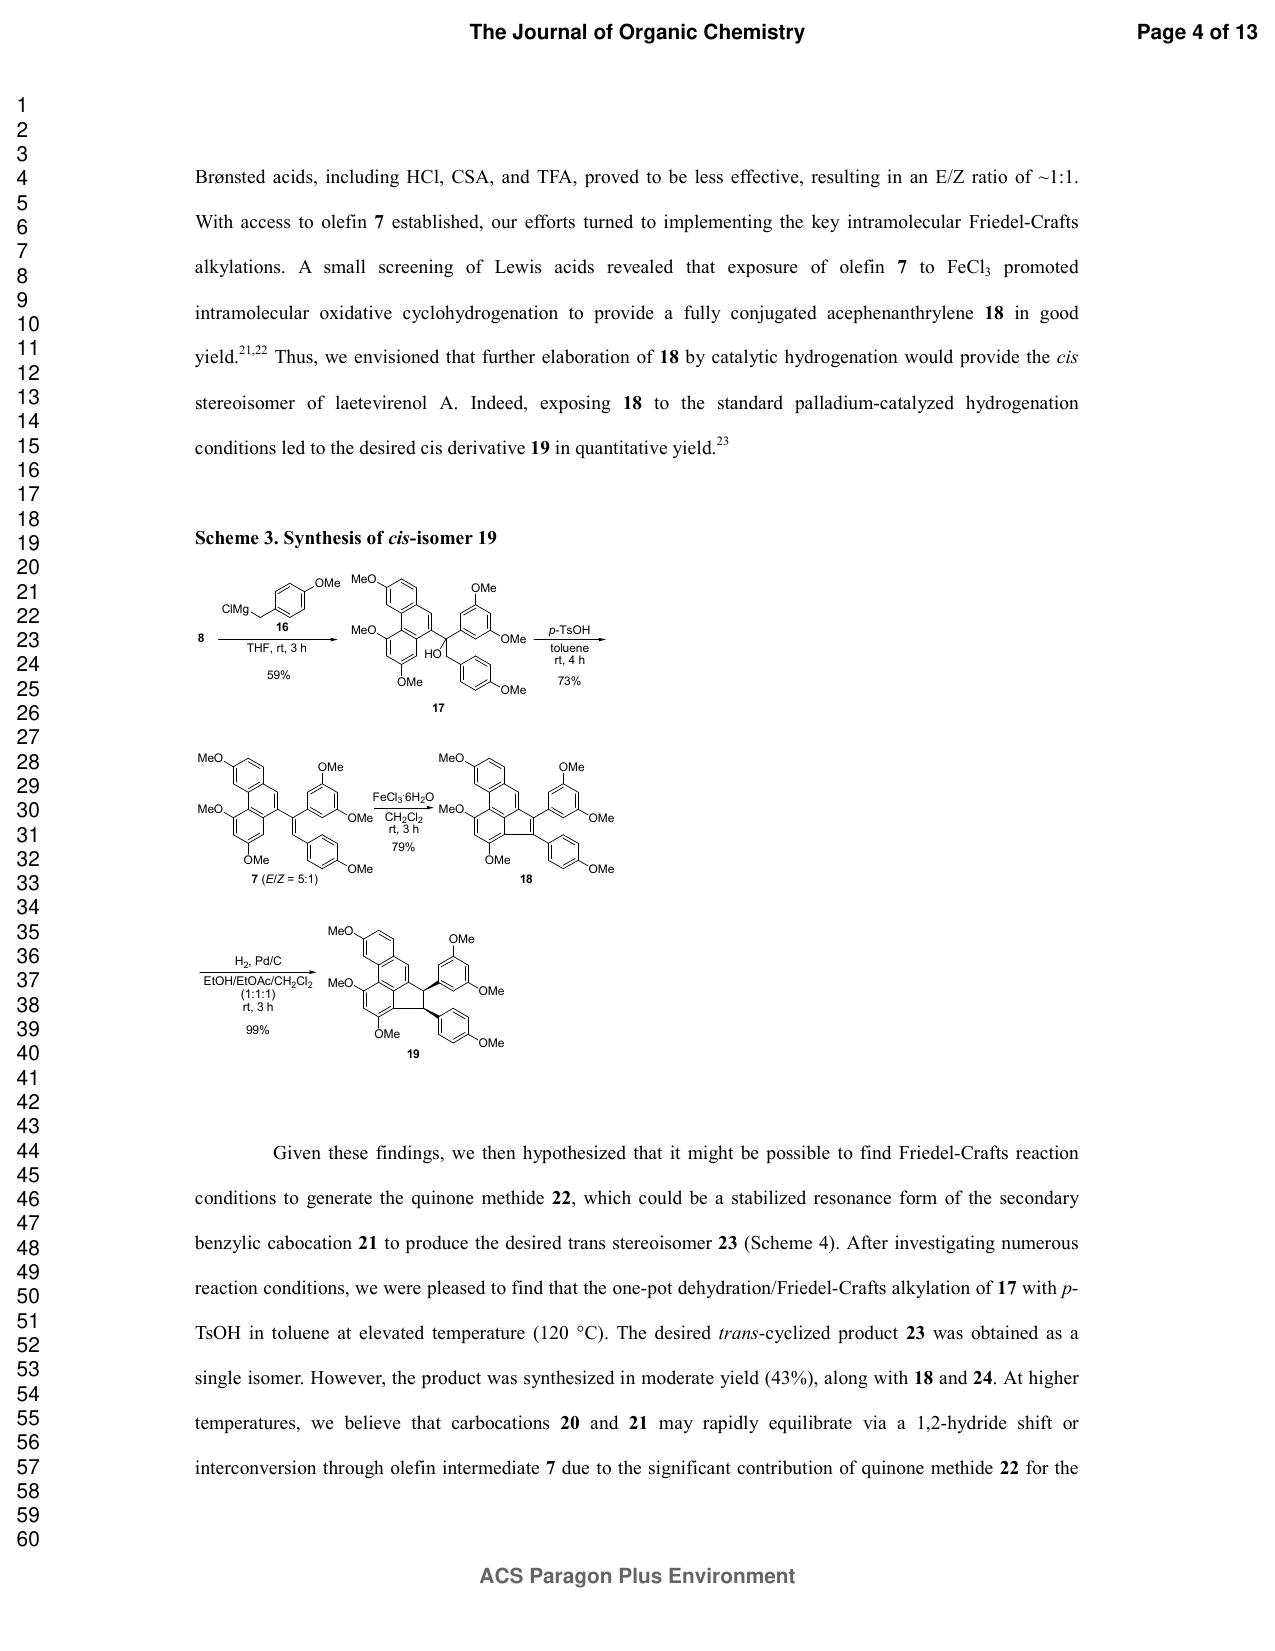 The Journal of Organic Chemistry
Page 4 of 13
1
2
3
4
5
6
7
8
9
10
11
12
13
14
15
16
17
18
19
20
21
22
23
24
25
26
27
28
29
30
31
32
33
34
35
36
37
38
39
40
41
42
43
44
45
46
47
48
49
50
51
52
53
54
55
56
57
58
59
60
Brønsted acids, including HCl, CSA, and TFA, proved to be less effective, resulting in an E/Z ratio of ~1:1.
With access to olefin 7 established, our efforts turned to implementing the key intramolecular Friedel-Crafts
alkylations. A small screening of Lewis acids revealed that exposure of olefin 7 to FeCl3 promoted
intramolecular oxidative cyclohydrogenation to provide a fully conjugated acephenanthrylene 18 in good
yield.21,22 Thus, we envisioned that further elaboration of 18 by catalytic hydrogenation would provide the cis
stereoisomer of laetevirenol A. Indeed, exposing 18 to the standard palladium-catalyzed hydrogenation
conditions led to the desired cis derivative 19 in quantitative yield.23
Scheme 3. Synthesis of cis-isomer 19
8
ClMg
OMe
16
THF, rt, 3 h
59%
MeO
OMe
MeO
OMe
HO
OMe
OMe
17
p-TsOH
toluene
rt, 4 h
73%
MeO
OMe
MeO
OMe
OMe
OMe
7 (E/Z = 5:1)
FeCl3·6H2O
CH2Cl2
rt, 3 h
79%
MeO
OMe
MeO
OMe
OMe
OMe
18
H2, Pd/C
EtOH/EtOAc/CH2Cl2
(1:1:1)
rt, 3 h
99%
MeO
OMe
MeO
OMe
OMe
OMe
19
Given these findings, we then hypothesized that it might be possible to find Friedel-Crafts reaction
conditions to generate the quinone methide 22, which could be a stabilized resonance form of the secondary
benzylic cabocation 21 to produce the desired trans stereoisomer 23 (Scheme 4). After investigating numerous
reaction conditions, we were pleased to find that the one-pot dehydration/Friedel-Crafts alkylation of 17 with p-
TsOH in toluene at elevated temperature (120 °C). The desired trans-cyclized product 23 was obtained as a
single isomer. However, the product was synthesized in moderate yield (43%), along with 18 and 24. At higher
temperatures, we believe that carbocations 20 and 21 may rapidly equilibrate via a 1,2-hydride shift or
interconversion through olefin intermediate 7 due to the significant contribution of quinone methide 22 for the
ACS Paragon Plus Environment